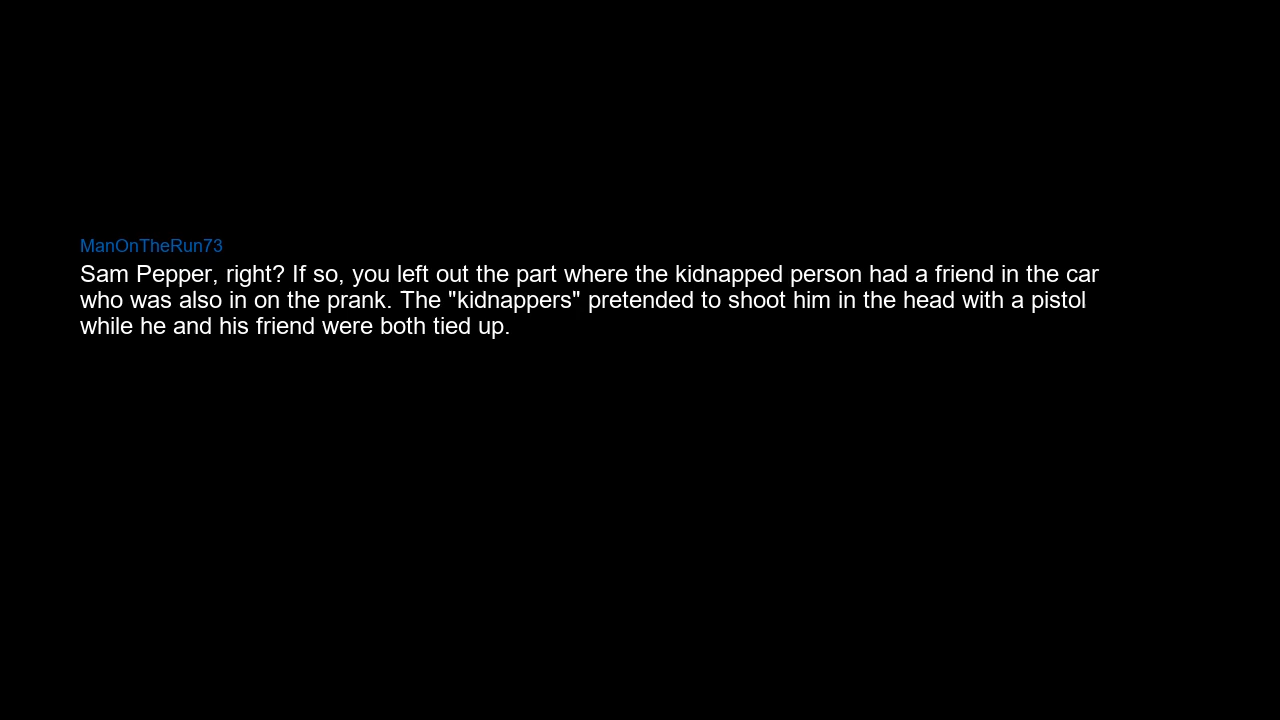 ManOnTheRun73
Sam Pepper, right? If so, you left out the part where the kidnapped person had a friend in the car
who was also in on the prank. The "kidnappers" pretended to shoot him in the head with a pistol
while he and his friend were both tied up.